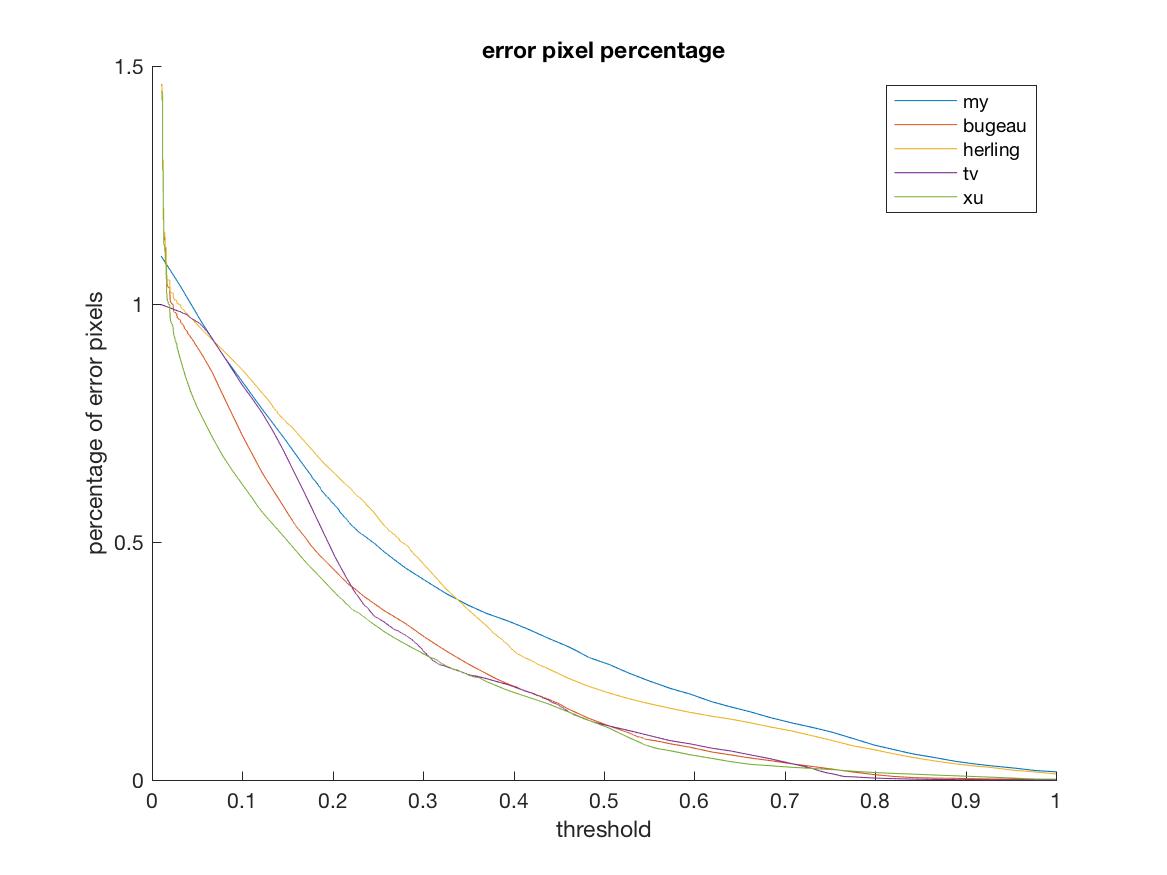 error pixel percentage
1.5
1
0.5
0
percentage of error pixels
my
bugeau
herling
tv
xu
0 0.1 0.2 0.3 0.4 0.5 0.6 0.7 0.8 0.9 1
threshold